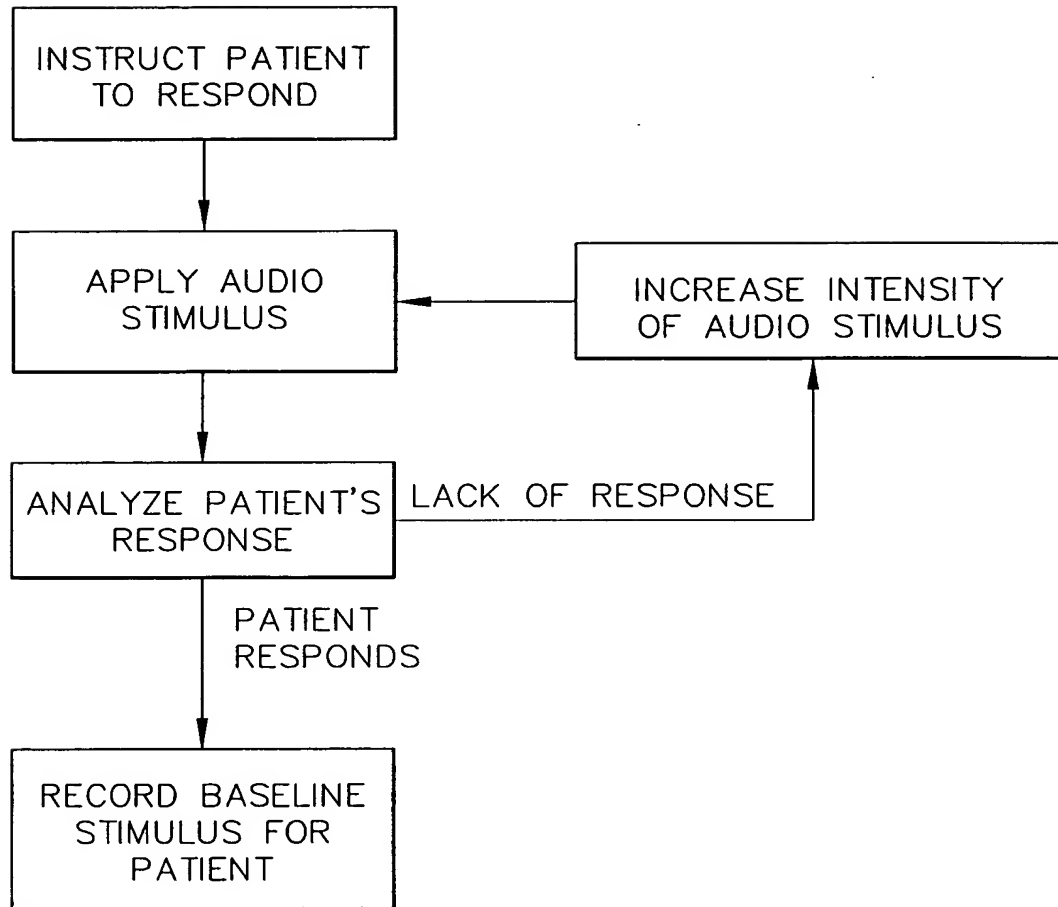 INSTRUCT PATIENT
TO RESPOND
APPLY AUDIO
STIMULUS
INCREASE INTENSITY
OF AUDIO STIMULUS
ANALYZE PATIENT'S
RESPONSE
LACK OF RESPONSE
PATIENT
RESPONDS
RECORD BASELINE
STIMULUS FOR
PATIENT